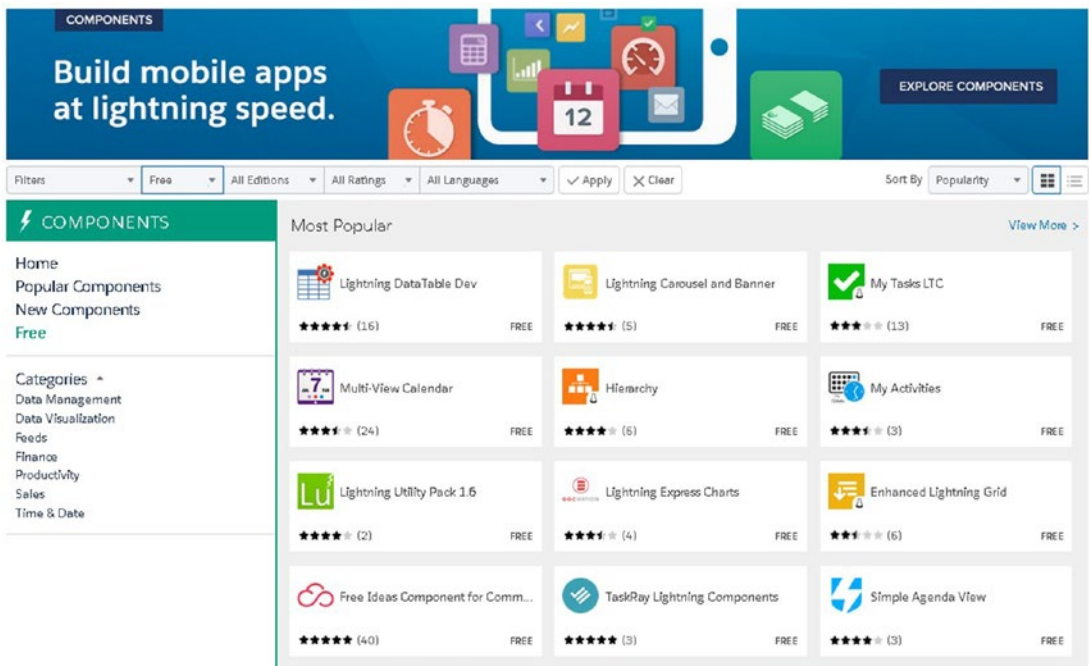 COMPONENTS
Build mobile apps
at lightning speed.
EXPLORE COMPONENTS
12
Filters Free All Editions All Ratings All Languages Apply Clear Sort By Popularity
COMPONENTS
Home
Popular Components
New Components
Free
Categories
Data Management
Data Visualization
Feeds
Finance
Productivity
Sales
Time & Date
Most Popular View More >
Lightning DataTable Dev
(16) FREE
Lightning Carousel and Banner
(5) FREE
My Tasks LTC
(13) FREE
7
Multi-View Calendar
(24) FREE
Hierarchy
(6) FREE
My Activities
(3) FREE
Lu
Lightning Utility Pack 1.6
(2) FREE
Lightning Express Charts
(4) FREE
Enhanced Lightning Grid
(6) FREE
Free Ideas Component for Comm...
(40) FREE
TaskRay Lightning Components
(3) FREE
Simple Agenda View
(3) FREE